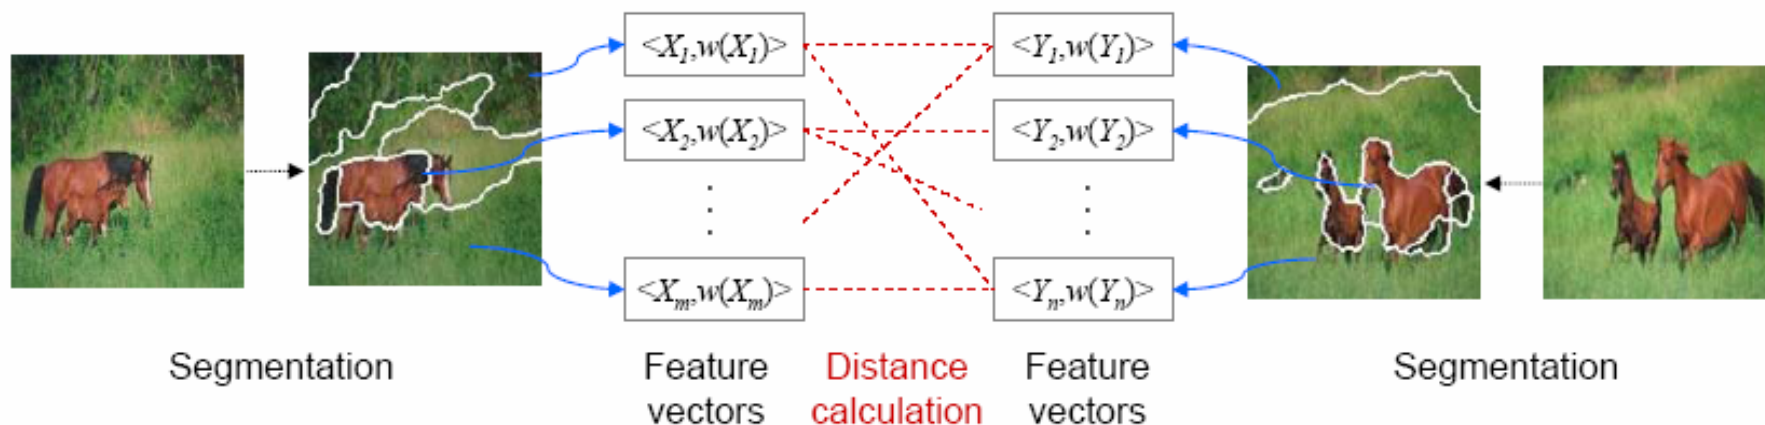 <X₁,w(X₁)> <Y₁,w(Y₁)>
<X₂,w(X₂)> <Y₂,w(Y₂)>
<Xₘ,w(Xₘ)> <Yₙ,w(Yₙ)>
Segmentation Feature Distance Feature Segmentation
vectors calculation vectors